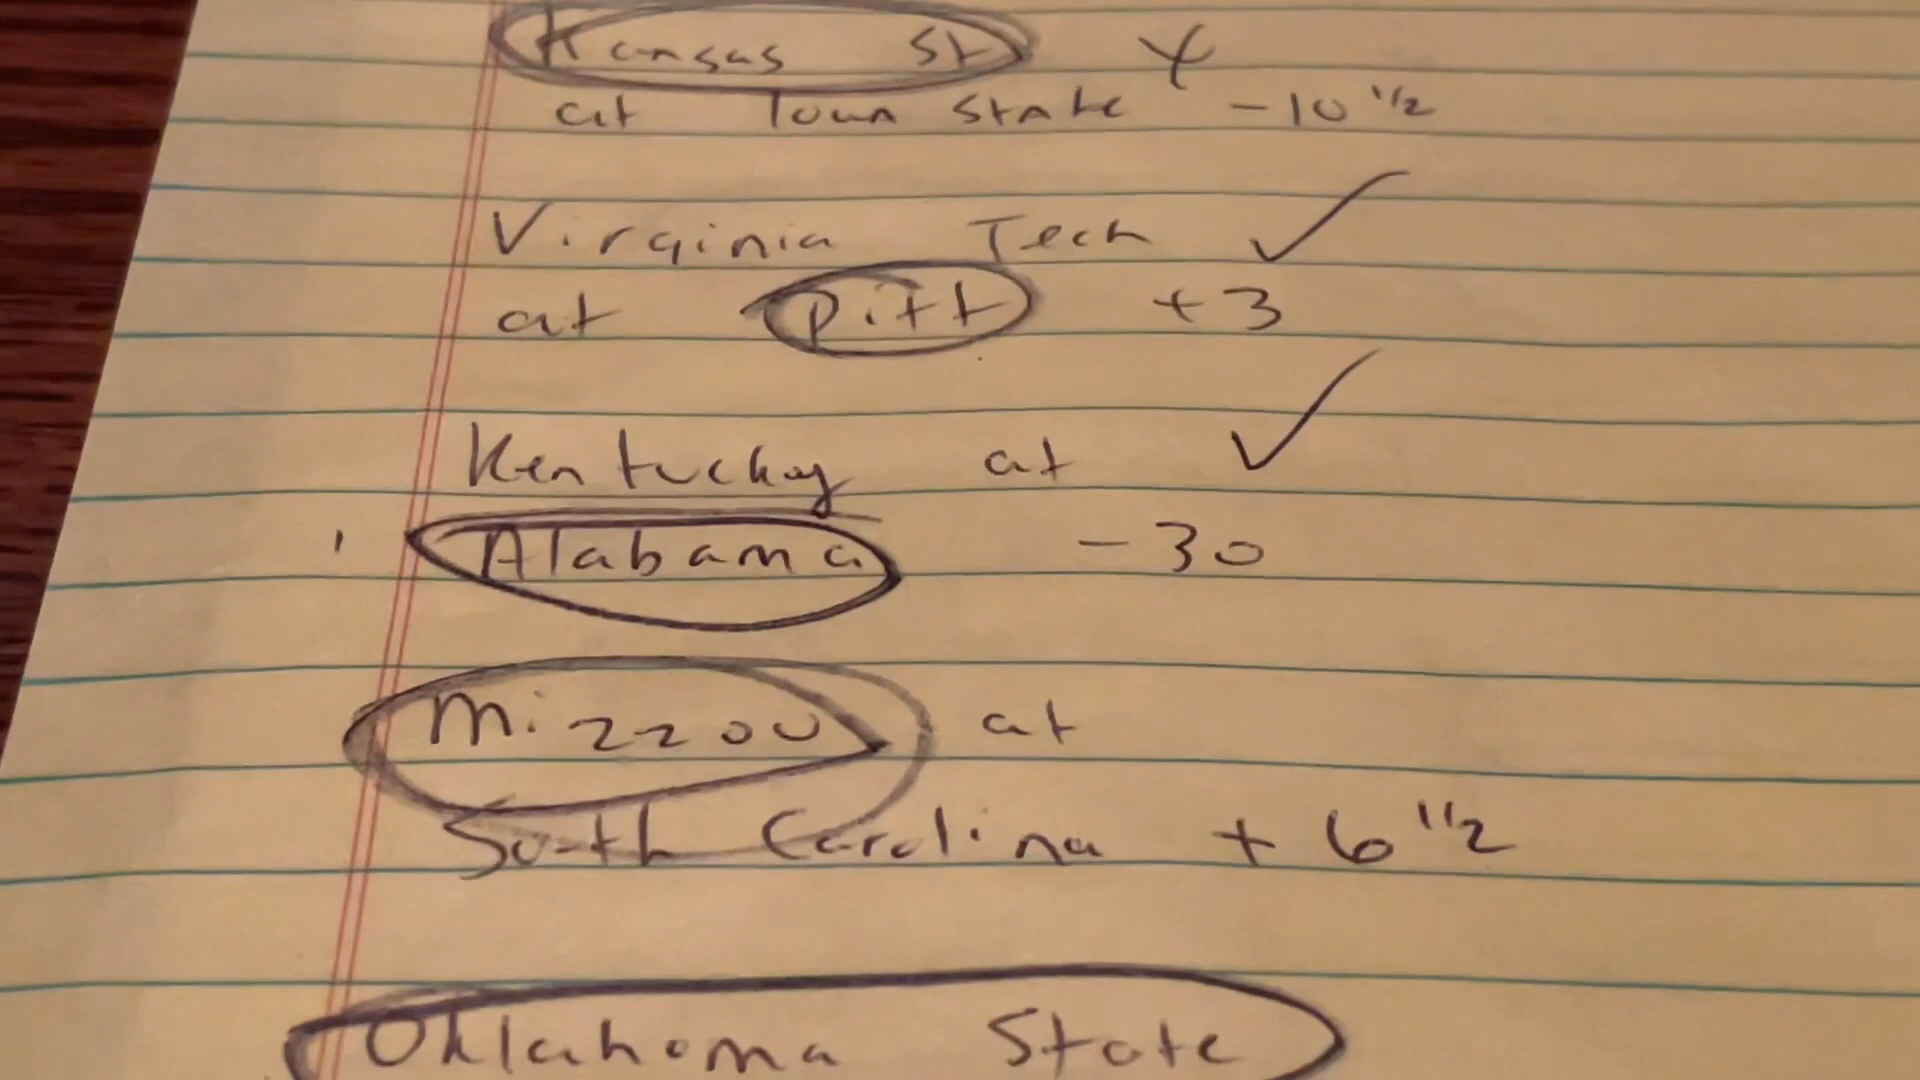 Kansas St
at Iowa State -10 1/2
Virginia Tech
at Pitt +3
Kentucky at
Alabama -30
Mizzou at
South Carolina + 6 1/2
Oklahoma State